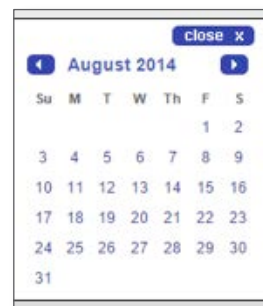 close x
August 2014
Su M T W Th F S
1 2
3 4 5 6 7 8 9
10 11 12 13 14 15 16
17 18 19 20 21 22 23
24 25 26 27 28 29 30
31